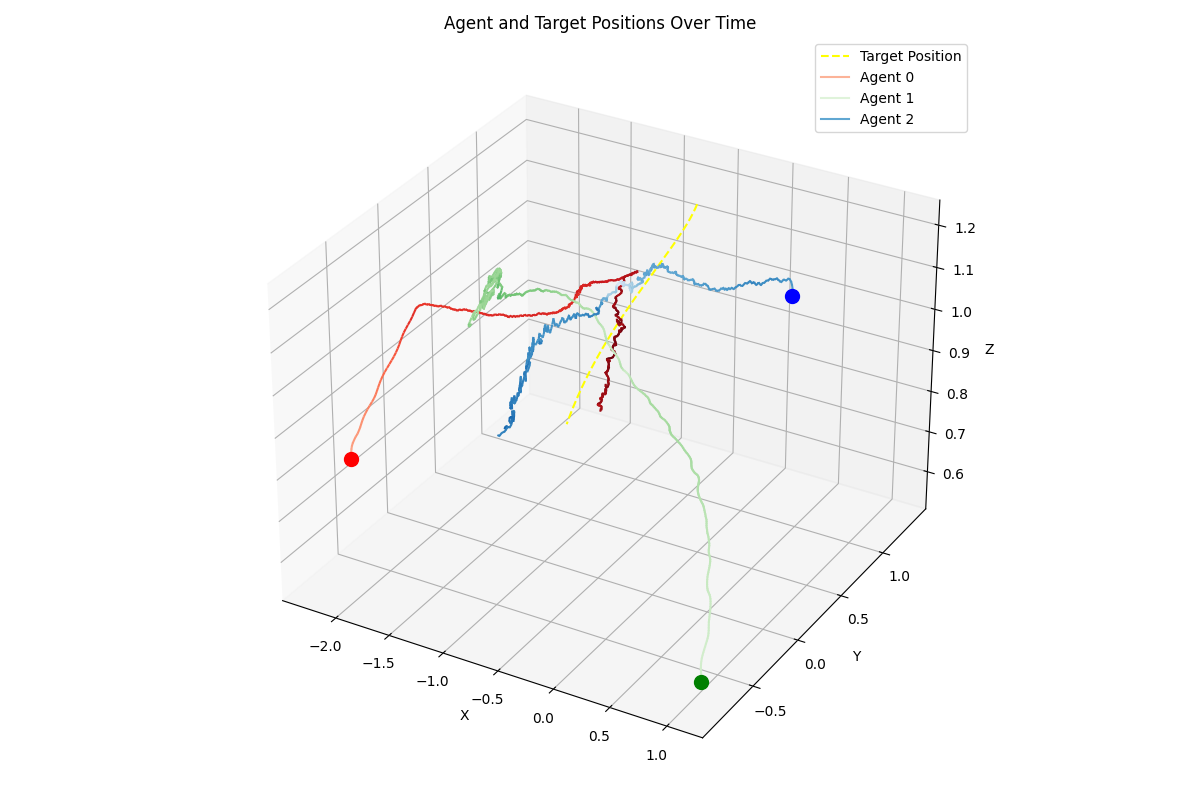 Agent and Target Positions Over Time
Target Position
Agent 0
Agent 1
Agent 2
1.2
1.1
1.0
0.9
0.8
0.7
0.6
Z
1.0
0.5
0.0
−0.5
Y
−2.0
−1.5
−1.0
−0.5
0.0
0.5
1.0
X